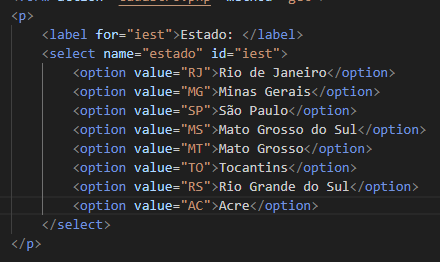 <p>
<label for="iest">Estado: </label>
<select name="estado" id="iest">
<option value="RJ">Rio de Janeiro</option>
<option value="MG">Minas Gerais</option>
<option value="SP">São Paulo</option>
<option value="MS">Mato Grosso do Sul</option>
<option value="MT">Mato Grosso</option>
<option value="TO">Tocantins</option>
<option value="RS">Rio Grande do Sul</option>
<option value="AC">Acre</option>
</select>
</p>